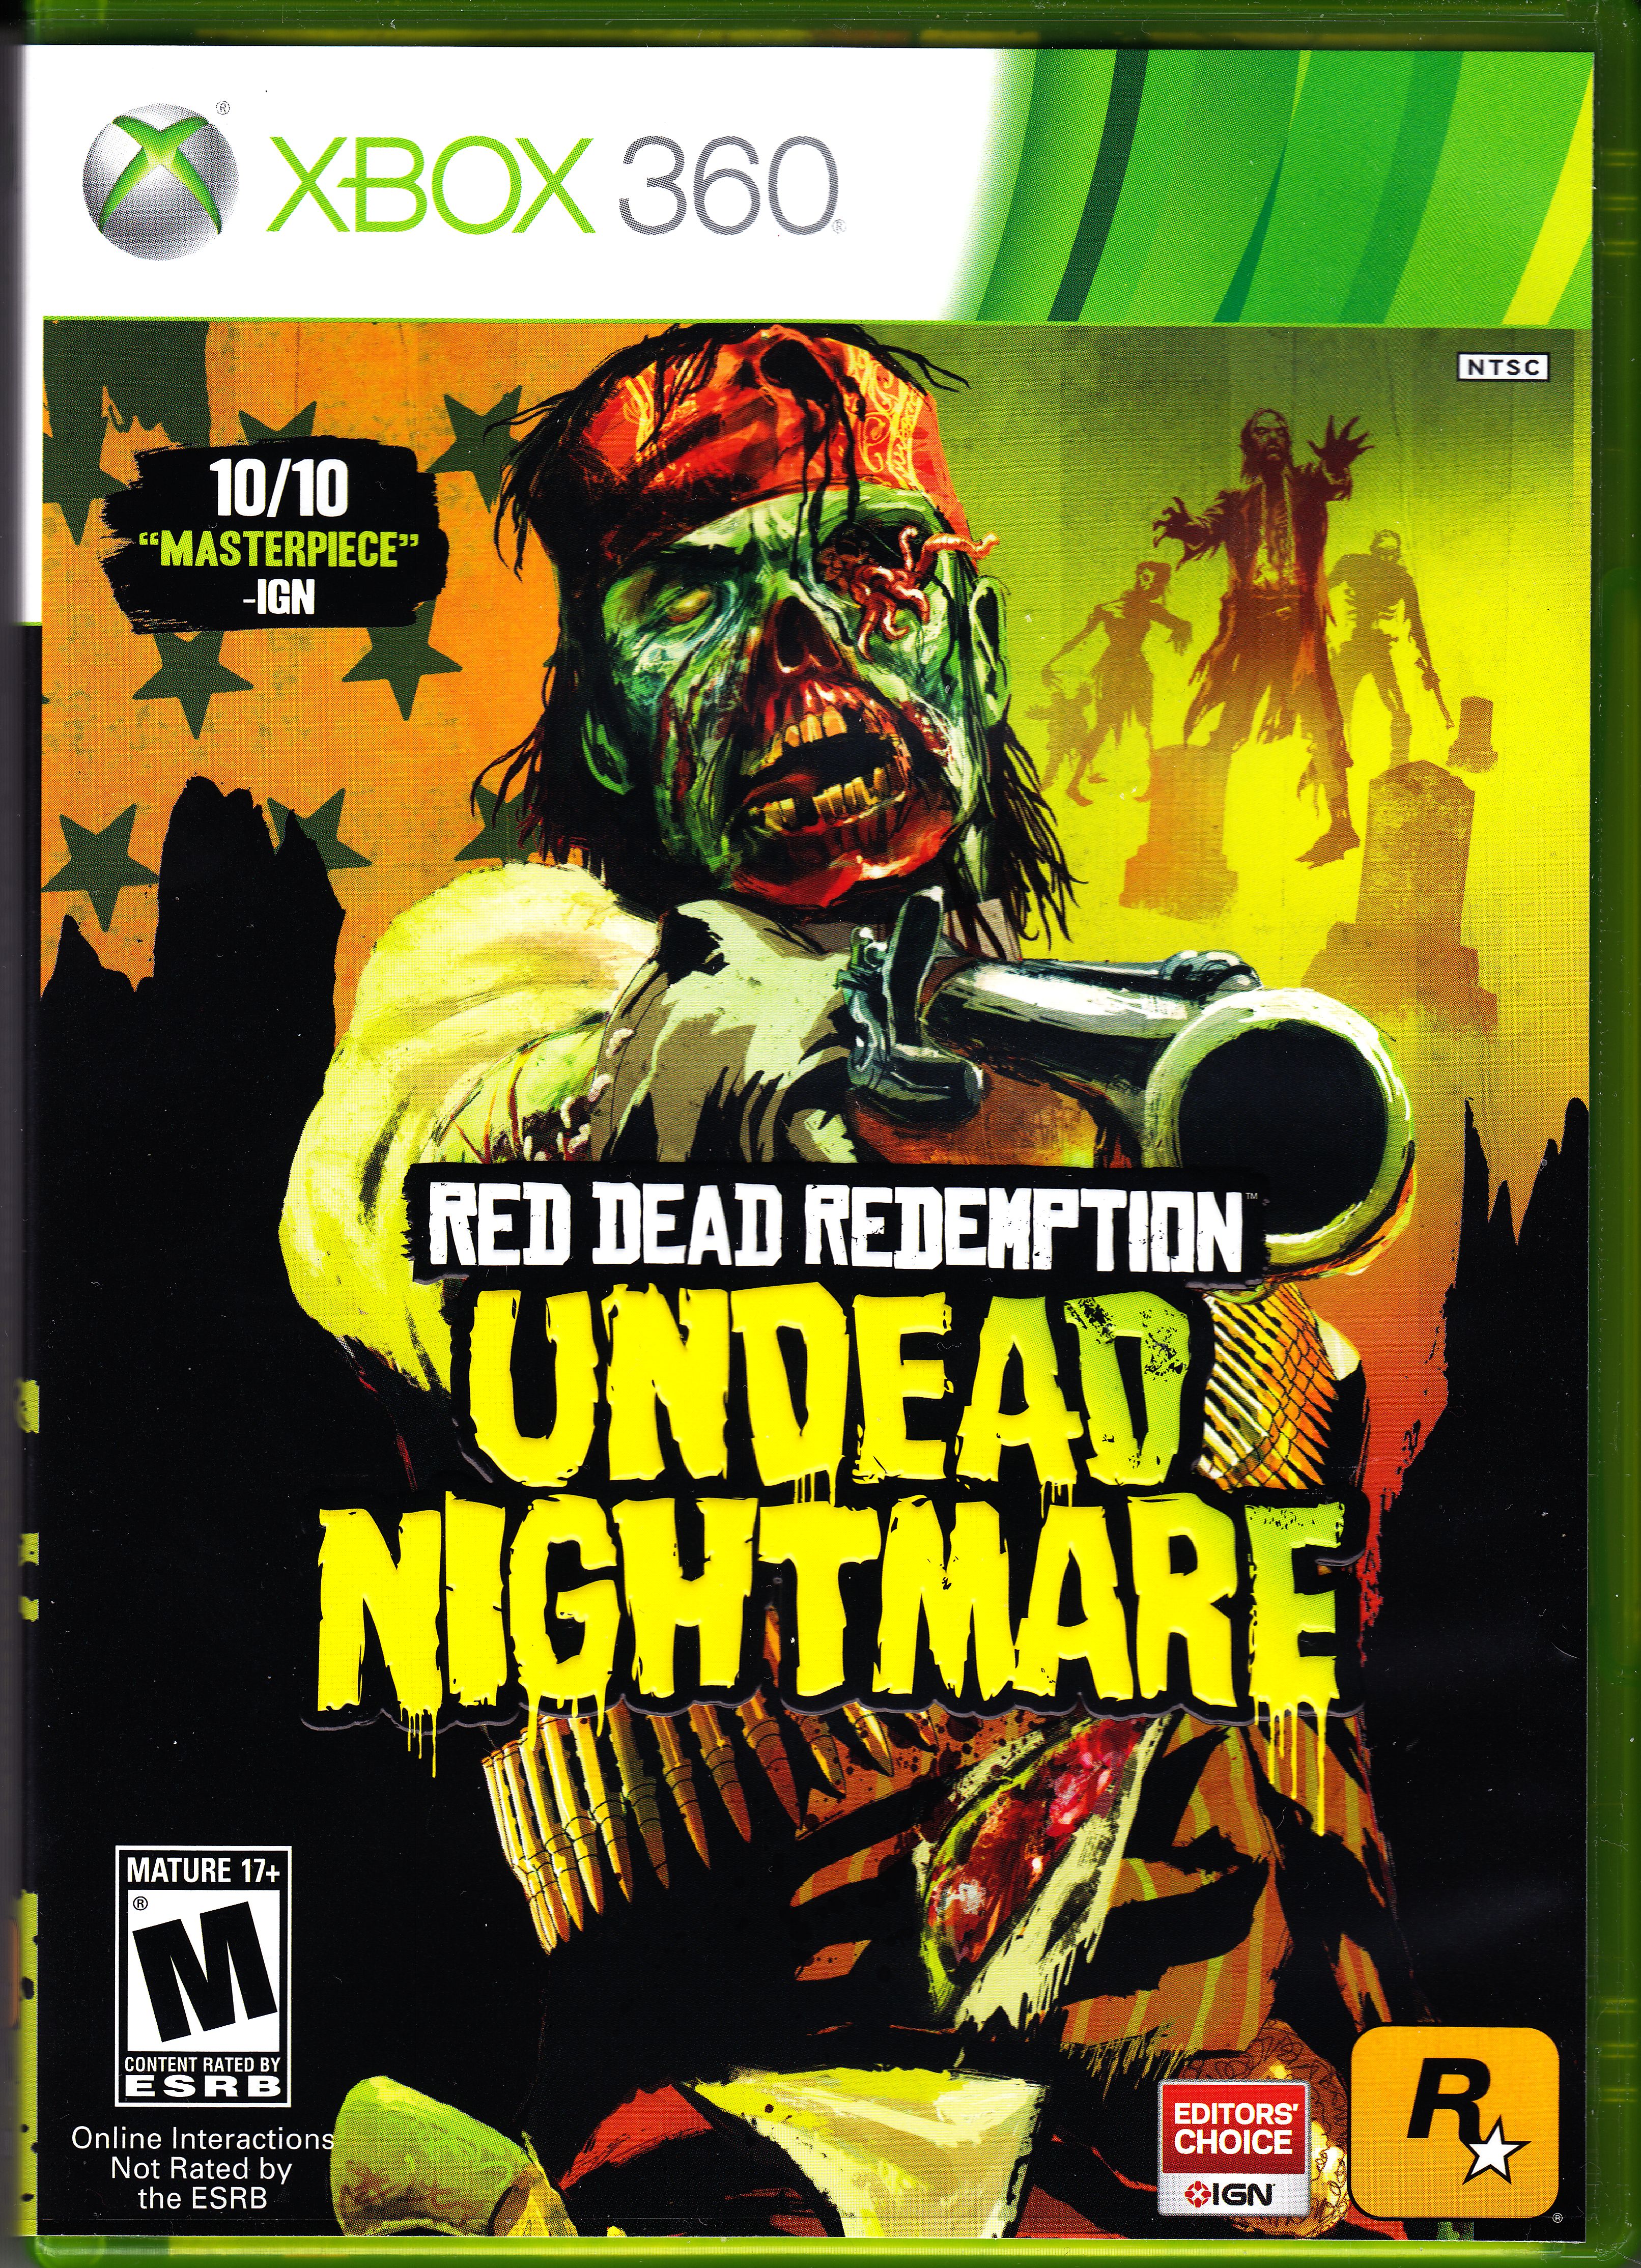 XBOX 360
NTSC
10/10
“MASTERPIECE”
-IGN
RED DEAD REDEMPTION™
UNDEAD
NIGHTMARE
MATURE 17+
M
CONTENT RATED BY
ESRB
Online Interactions
Not Rated by
the ESRB
EDITORS’
CHOICE
IGN
R